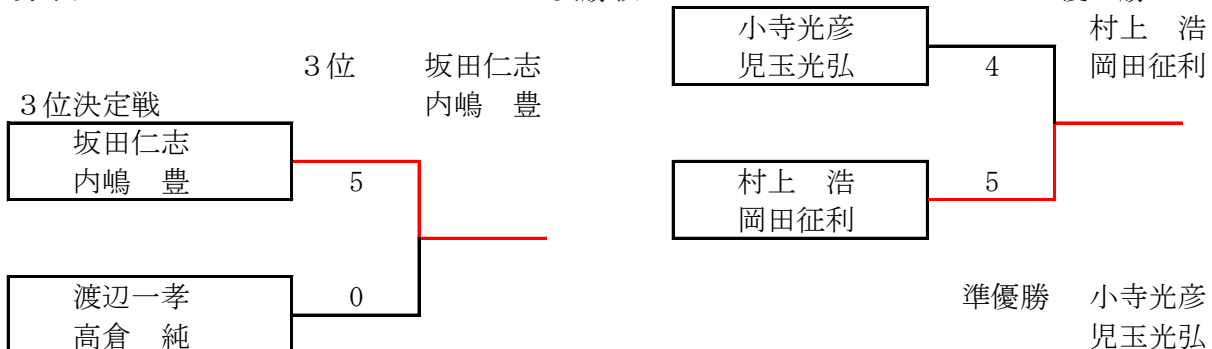 3位 坂田仁志
内嶋 豊
3位決定戦
坂田仁志
内嶋 豊 5
渡辺一孝 0
高倉 純
小寺光彦
児玉光弘 4
村上 浩 5
岡田征利
村上 浩
岡田征利
準優勝 小寺光彦
児玉光弘